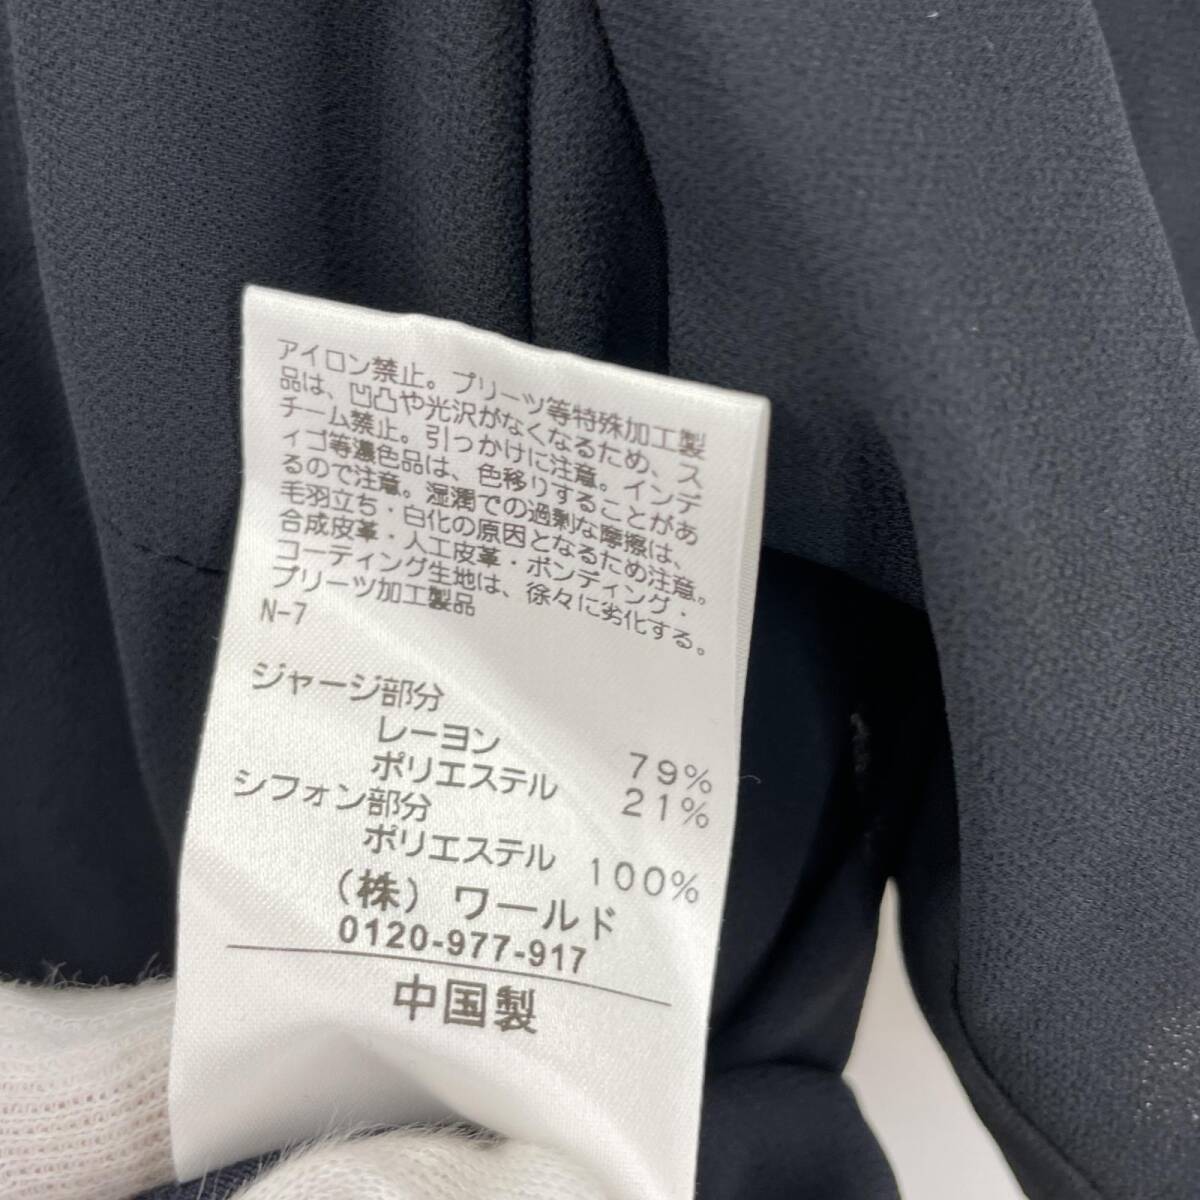 アイロン禁止。プリーツ等特殊加工製
品は、凹凸や光沢がなくなるため、ス
チーム禁止。引っかけに注意。インデ
ィゴ等濃色品は、色移りすることがあ
るので注意。湿潤での過剰な摩擦は、
毛羽立ち・白化の原因となるため注意。
合成皮革・人工皮革・ボンディング・
コーティング生地は、徐々に劣化する。
プリーツ加工製品
N-7
ジャージ部分
レーヨン 79%
ポリエステル 21%
シフォン部分
ポリエステル 100%
(株) ワールド
0120-977-917
中国製